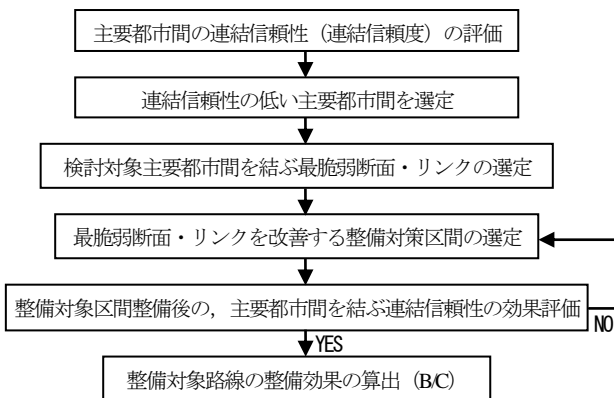 主要都市間の連結信頼性（連結信頼度）の評価
連結信頼性の低い主要都市間を選定
検討対象主要都市間を結ぶ最脆弱断面・リンクの選定
最脆弱断面・リンクを改善する整備対策区間の選定
整備対象区間整備後の，主要都市間を結ぶ連結信頼性の効果評価
NO
YES
整備対象路線の整備効果の算出（B/C）